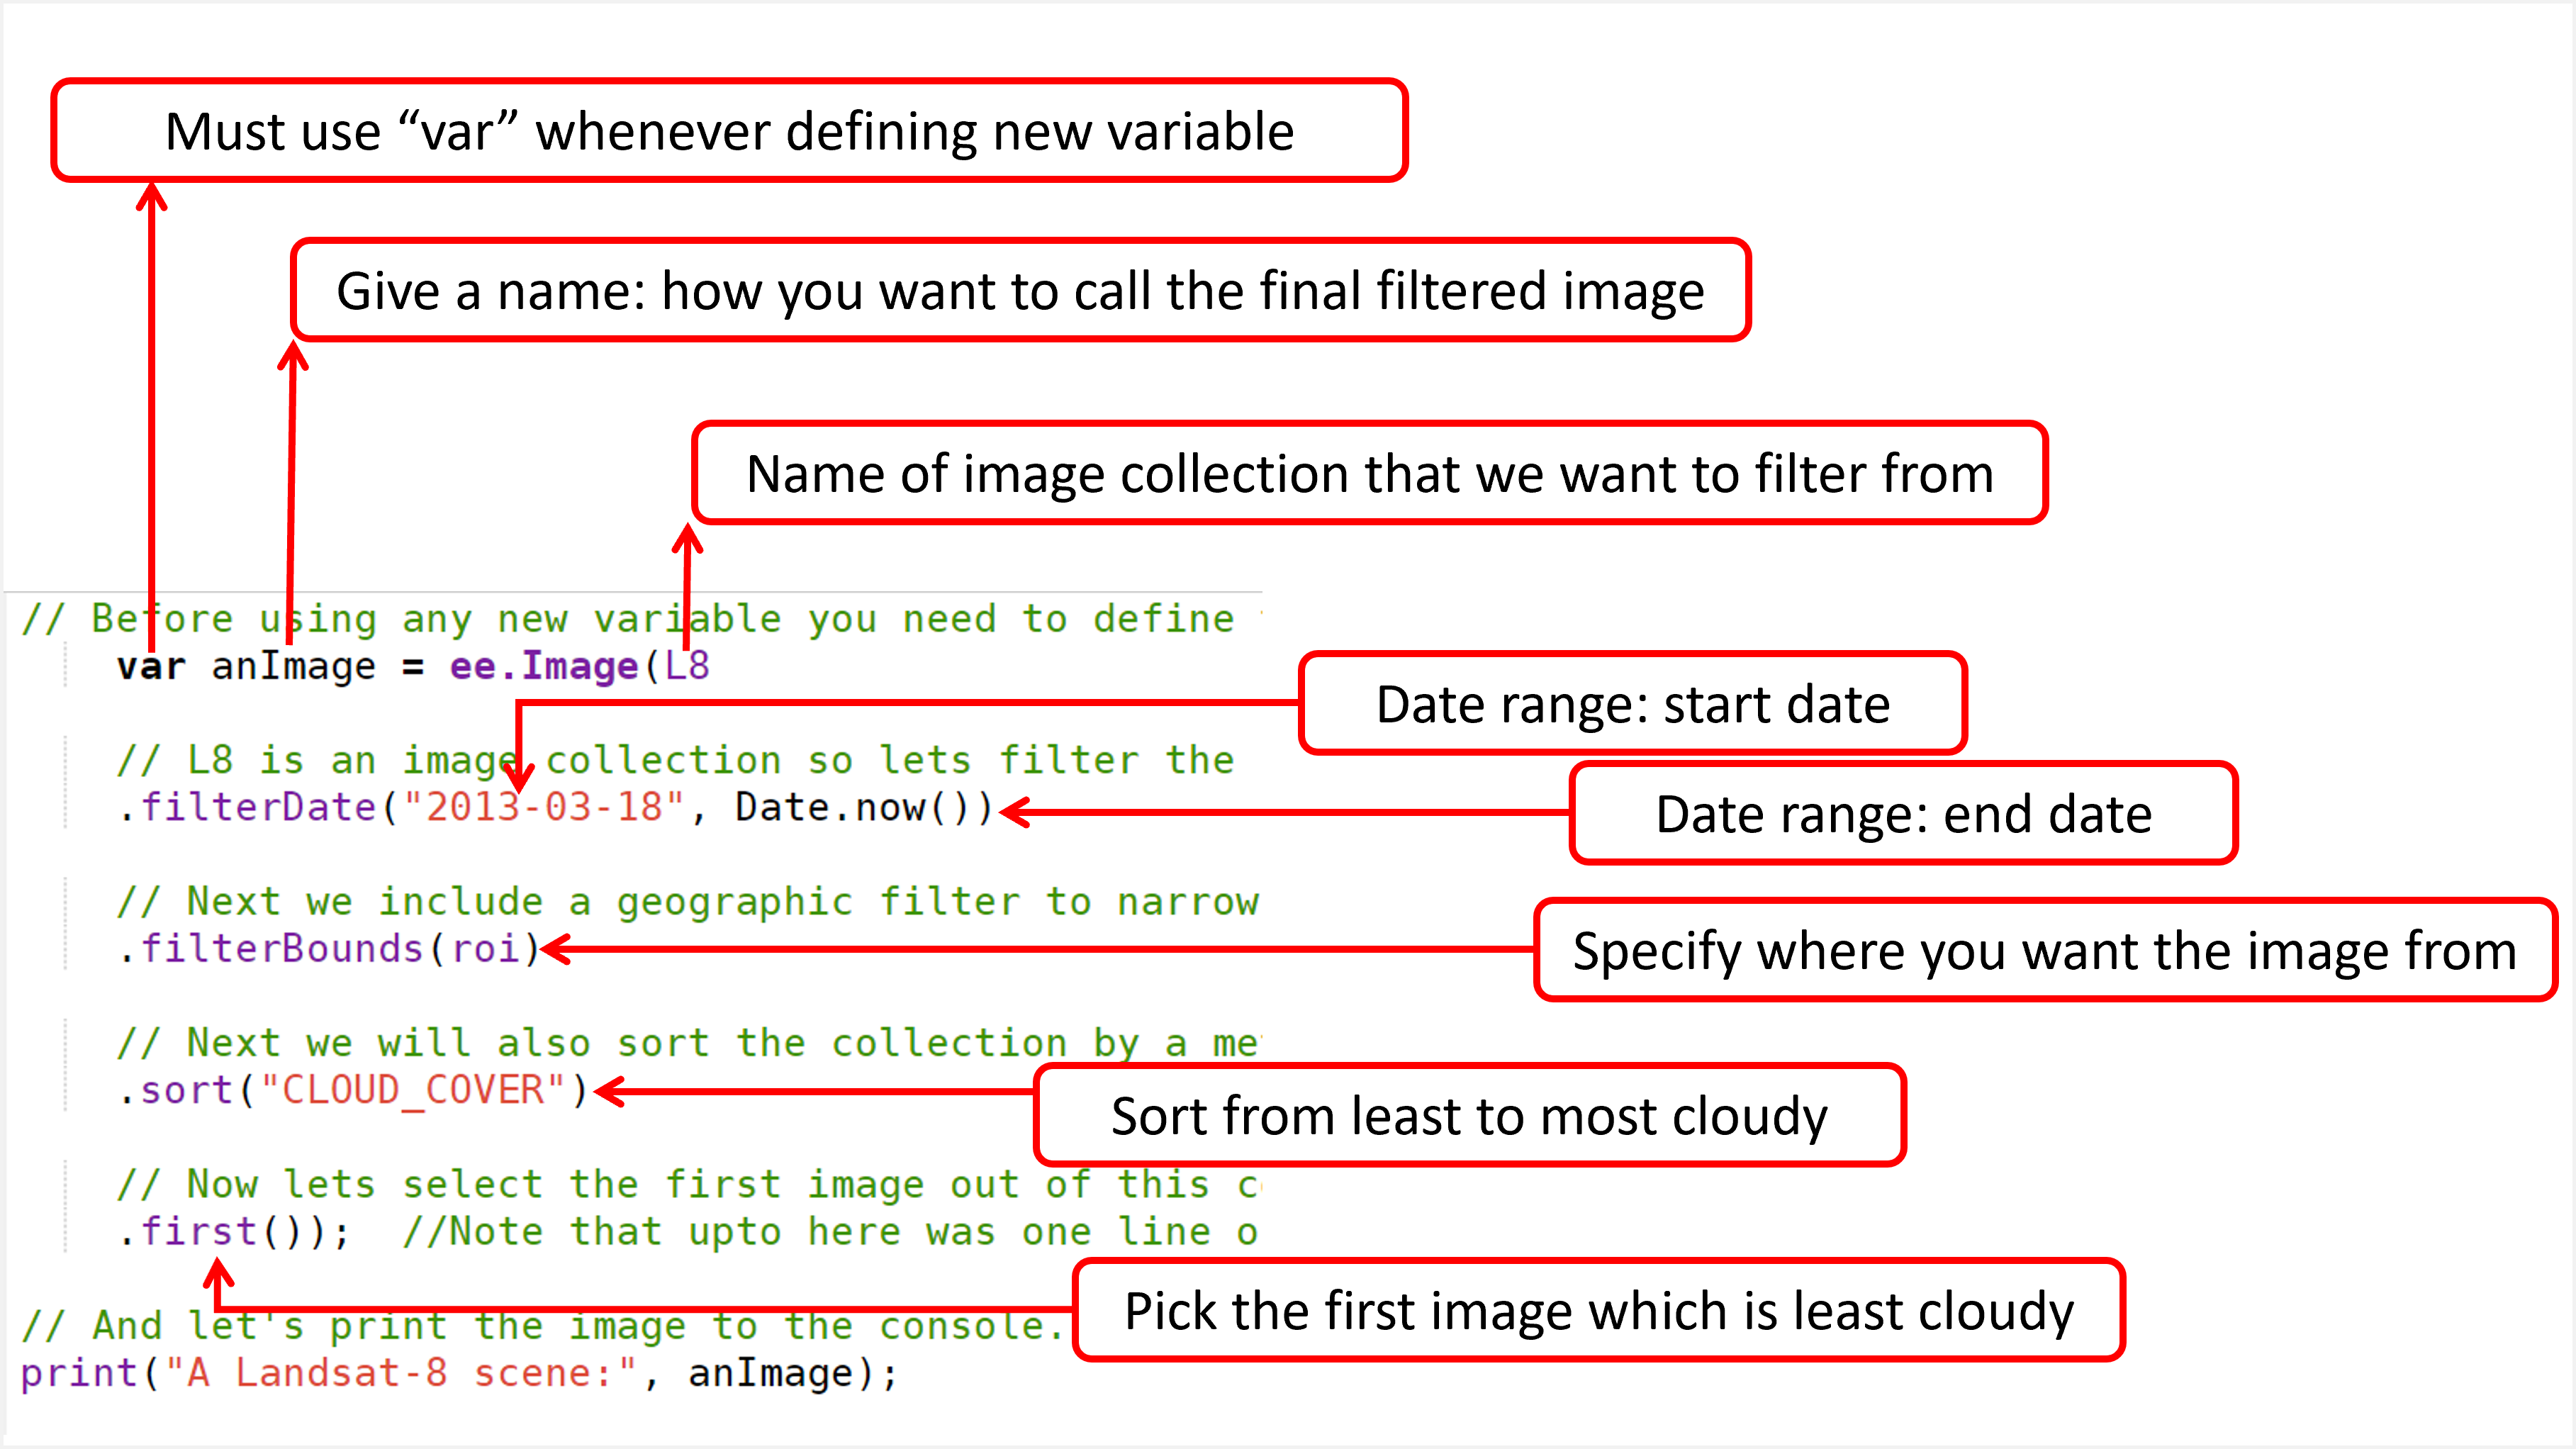 Must use “var” whenever defining new variable
Give a name: how you want to call the final filtered image
Name of image collection that we want to filter from
// Before using any new variable you need to define
var anImage = ee.Image(L8
Date range: start date
// L8 is an image collection so lets filter the
.filterDate("2013-03-18", Date.now())
Date range: end date
// Next we include a geographic filter to narrow
.filterBounds(roi)
Specify where you want the image from
// Next we will also sort the collection by a
.sort("CLOUD_COVER")
Sort from least to most cloudy
// Now lets select the first image out of this
.first());  //Note that upto here was one line
Pick the first image which is least cloudy
// And let's print the image to the console.
print("A Landsat-8 scene:", anImage);